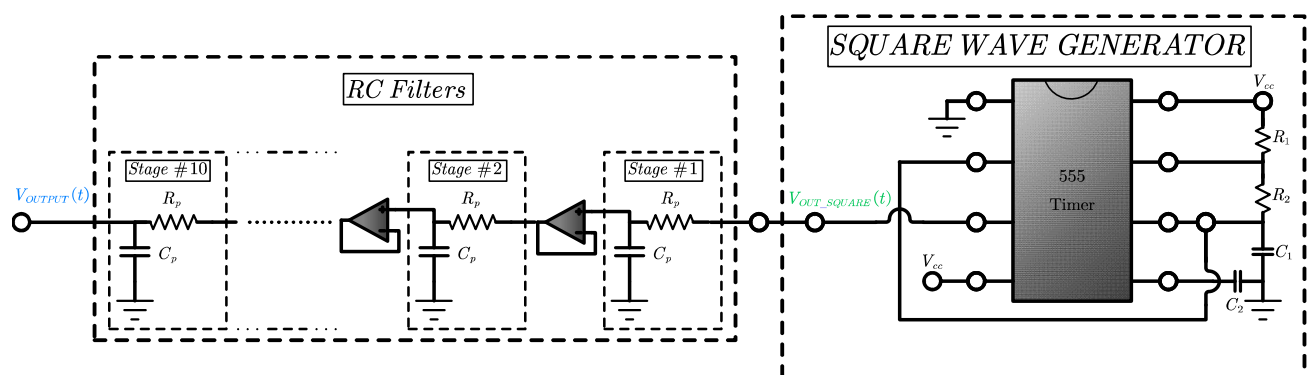 SQUARE WAVE GENERATOR
RC Filters
V_cc
R_1
555
Timer
R_2
C_1
C_2
V_cc
V_OUT_SQUARE(t)
Stage #1
R_p
C_p
Stage #2
R_p
C_p
Stage #10
R_p
C_p
V_OUTPUT(t)